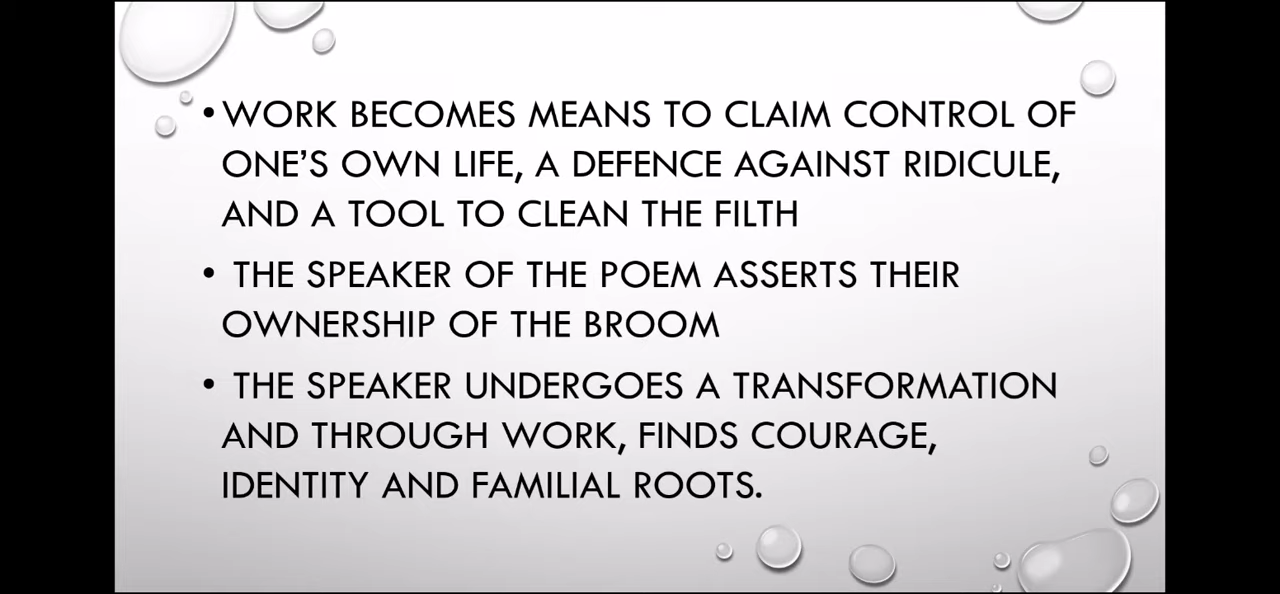 • WORK BECOMES MEANS TO CLAIM CONTROL OF
ONE'S OWN LIFE, A DEFENCE AGAINST RIDICULE,
AND A TOOL TO CLEAN THE FILTH
• THE SPEAKER OF THE POEM ASSERTS THEIR
OWNERSHIP OF THE BROOM
• THE SPEAKER UNDERGOES A TRANSFORMATION
AND THROUGH WORK, FINDS COURAGE,
IDENTITY AND FAMILIAL ROOTS.